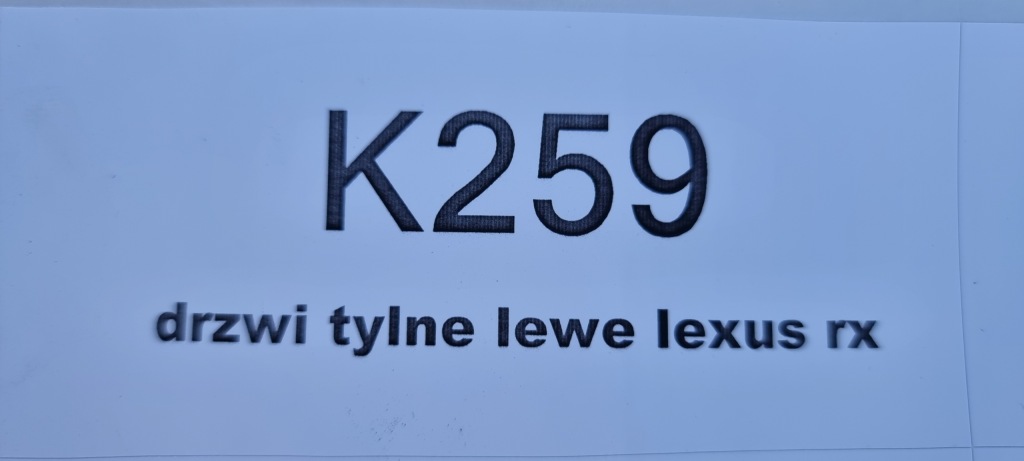 K259
drzwi tylne lewe lexus rx